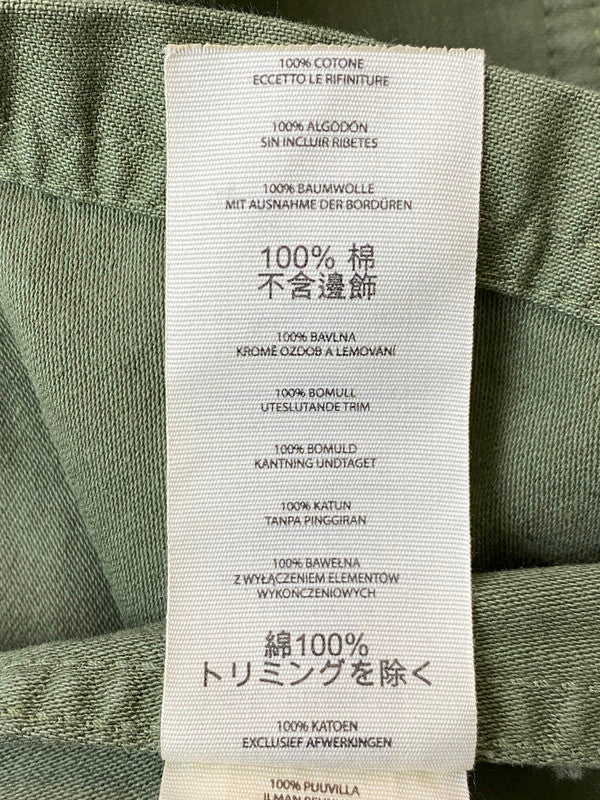 100% COTONE
ECCETTO LE RIFINITURE
100% ALGODÓN
SIN INCLUIR RIBETES
100% BAUMWOLLE
MIT AUSNAHME DER BORDÜREN
100% 棉
不含邊飾
100% BAVLNA
KROMĚ OZDOB A LEMOVÁNÍ
100% BOMULL
UTESLUTANDE TRIM
100% BOMULD
KANTNING UNDTAGET
100% KATUN
TANPA PINGGIRAN
100% BAWEŁNA
Z WYŁĄCZENIEM ELEMENTÓW
WYKOŃCZENIOWYCH
綿100%
トリミングを除く
100% KATOEN
EXCLUSIEF AFWERKINGEN
100% PUUVILLA
ILMAN